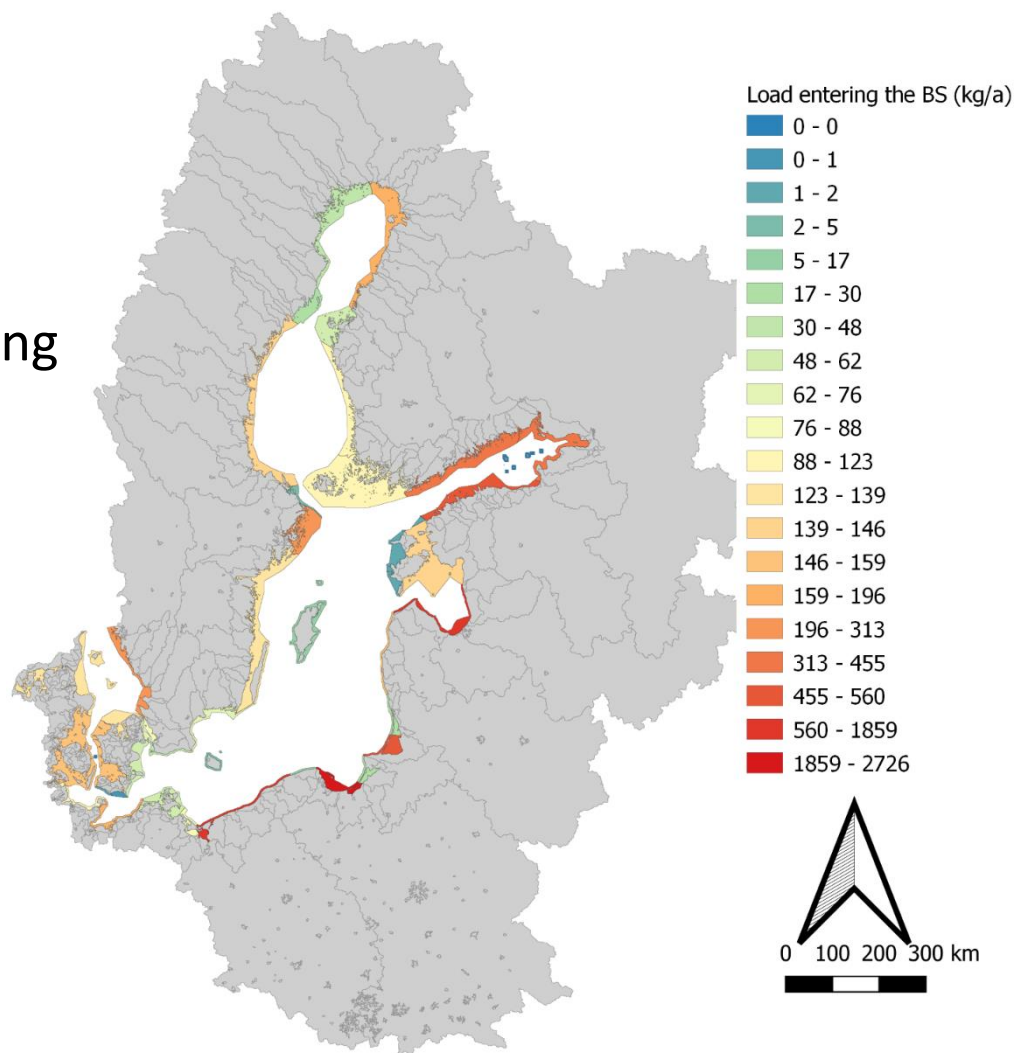 ng
Load entering the BS (kg/a)
0 - 0
0 - 1
1 - 2
2 - 5
5 - 17
17 - 30
30 - 48
48 - 62
62 - 76
76 - 88
88 - 123
123 - 139
139 - 146
146 - 159
159 - 196
196 - 313
313 - 455
455 - 560
560 - 1859
1859 - 2726
0 100 200 300 km